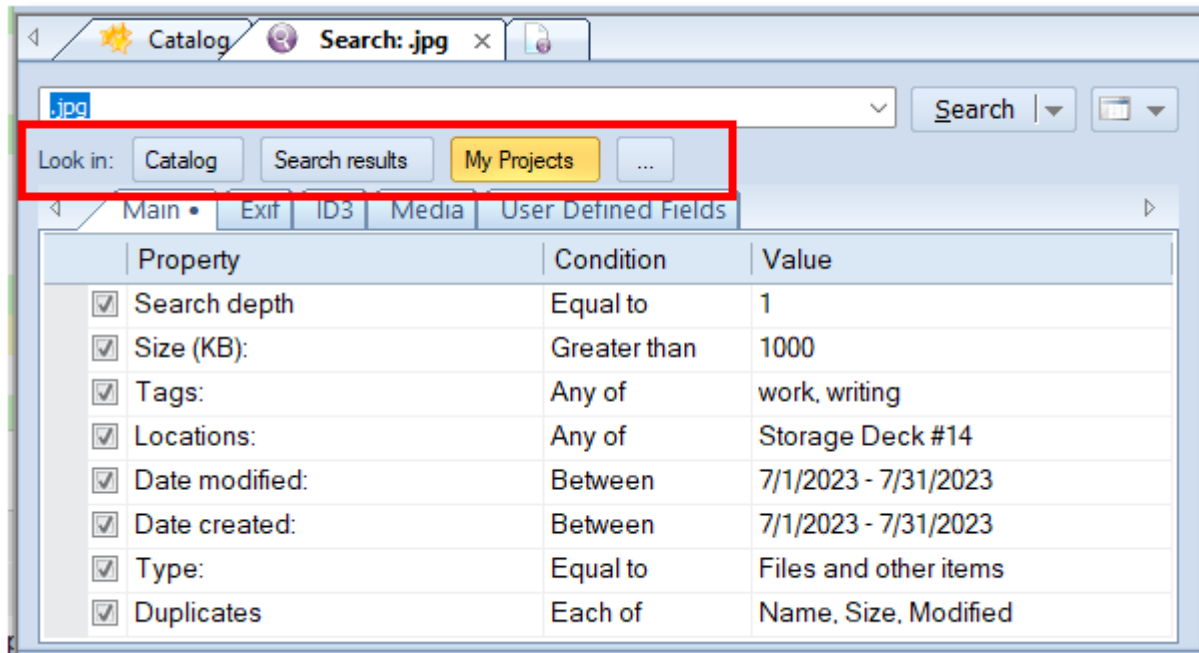 Catalog Search: .jpg
.jpg Search
Look in: Catalog Search results My Projects ...
Main • Exif ID3 Media User Defined Fields
Property Condition Value
Search depth Equal to 1
Size (KB): Greater than 1000
Tags: Any of work, writing
Locations: Any of Storage Deck #14
Date modified: Between 7/1/2023 - 7/31/2023
Date created: Between 7/1/2023 - 7/31/2023
Type: Equal to Files and other items
Duplicates Each of Name, Size, Modified